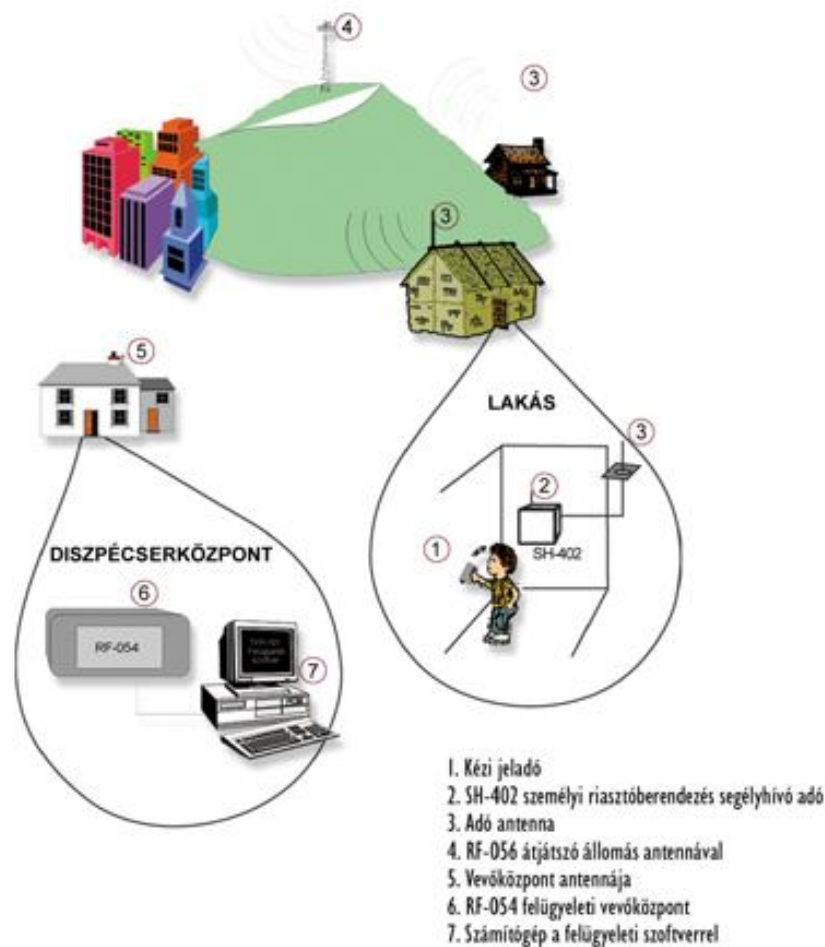 4
3
3
5
LAKÁS
3
2
1
SH-402
DISZPÉCSERKÖZPONT
6
RF-054
7
1. Kézi jeladó
2. SH-402 személyi riasztóberendezés segélyhívó adó
3. Adó antenna
4. RF-056 átjátszó állomás antennával
5. Vevőközpont antennája
6. RF-054 felügyeleti vevőközpont
7. Számítógép a felügyeleti szoftverrel